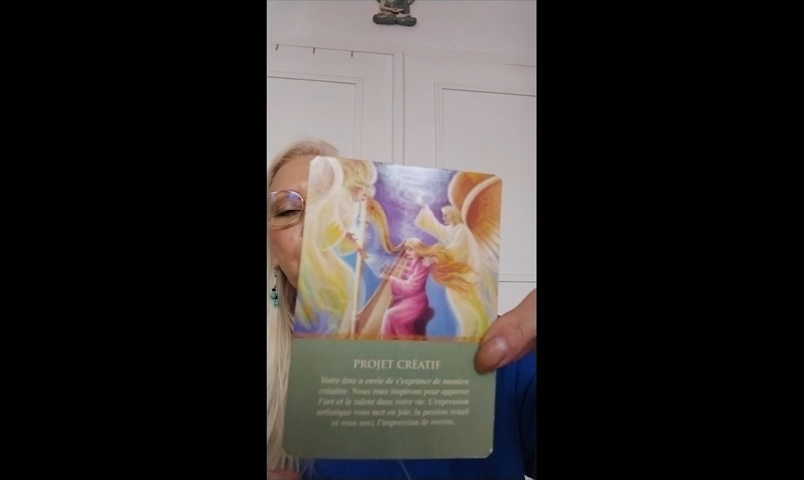 PROJET CRÉATIF
Votre âme a envie de s'exprimer de manière
créative. Nous vous inspirons pour apporter
l'art et le talent dans votre vie. L'expression
artistique vous met en joie, la passion renaît
et vous avez l'impression de revivre.